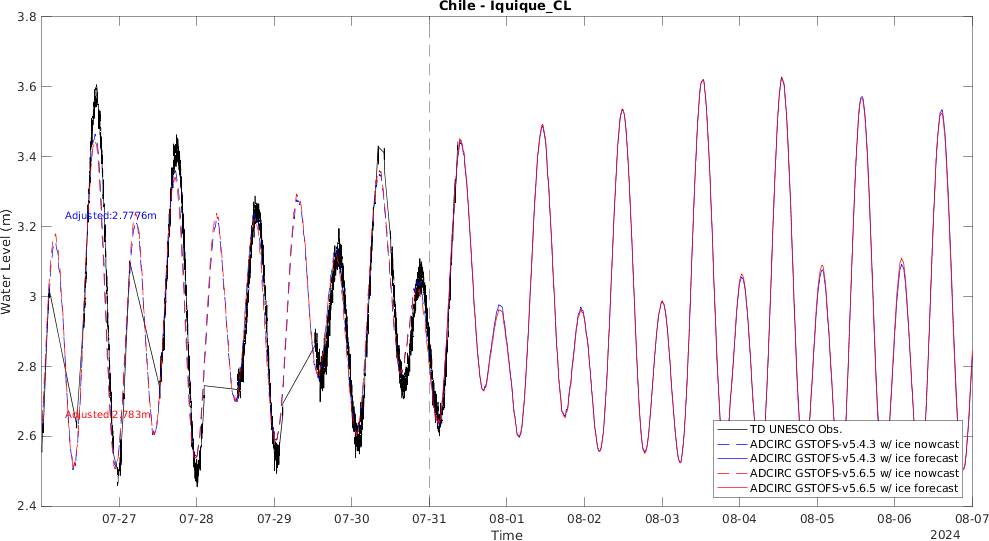 Chile - Iquique_CL
3.8
3.6
3.4
3.2
3
2.8
2.6
2.4
Water Level (m)
Adjusted:2.7776m
Adjusted:2.783m
TD UNESCO Obs.
ADCIRC GSTOFS-v5.4.3 w/ ice nowcast
ADCIRC GSTOFS-v5.4.3 w/ ice forecast
ADCIRC GSTOFS-v5.6.5 w/ ice nowcast
ADCIRC GSTOFS-v5.6.5 w/ ice forecast
07-27 07-28 07-29 07-30 07-31 08-01 08-02 08-03 08-04 08-05 08-06 08-07
Time
2024